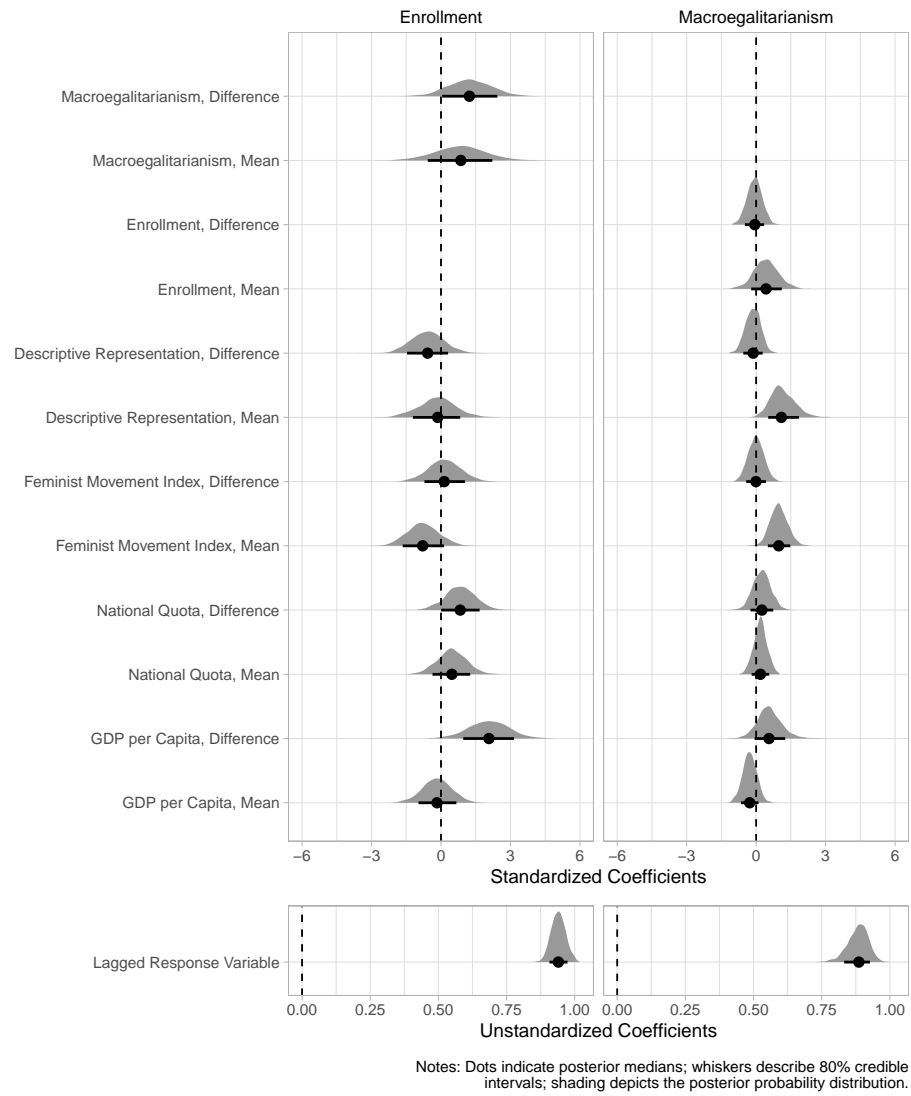 Enrollment Macroegalitarianism
Macroegalitarianism, Difference
Macroegalitarianism, Mean
Enrollment, Difference
Enrollment, Mean
Descriptive Representation, Difference
Descriptive Representation, Mean
Feminist Movement Index, Difference
Feminist Movement Index, Mean
National Quota, Difference
National Quota, Mean
GDP per Capita, Difference
GDP per Capita, Mean
−6 −3 0 3 6 −6 −3 0 3 6
Standardized Coefficients
Lagged Response Variable
0.00 0.25 0.50 0.75 1.00 0.00 0.25 0.50 0.75 1.00
Unstandardized Coefficients
Notes: Dots indicate posterior medians; whiskers describe 80% credible
intervals; shading depicts the posterior probability distribution.